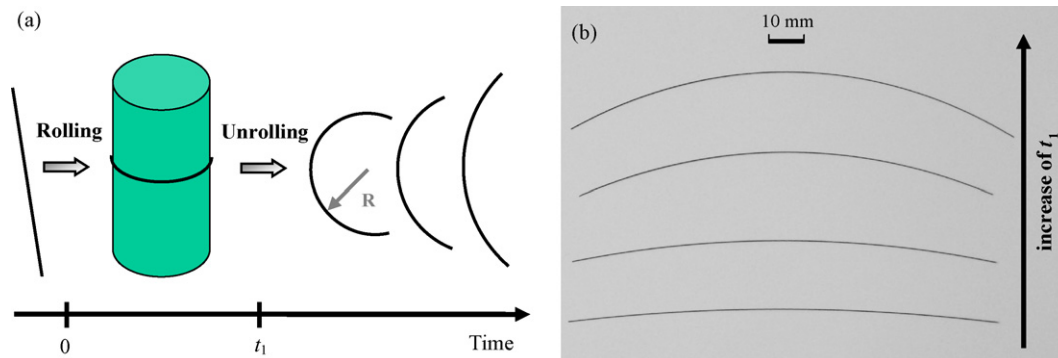 (a)
Rolling
Unrolling
R
0
t1
Time
(b)
10 mm
increase of t1